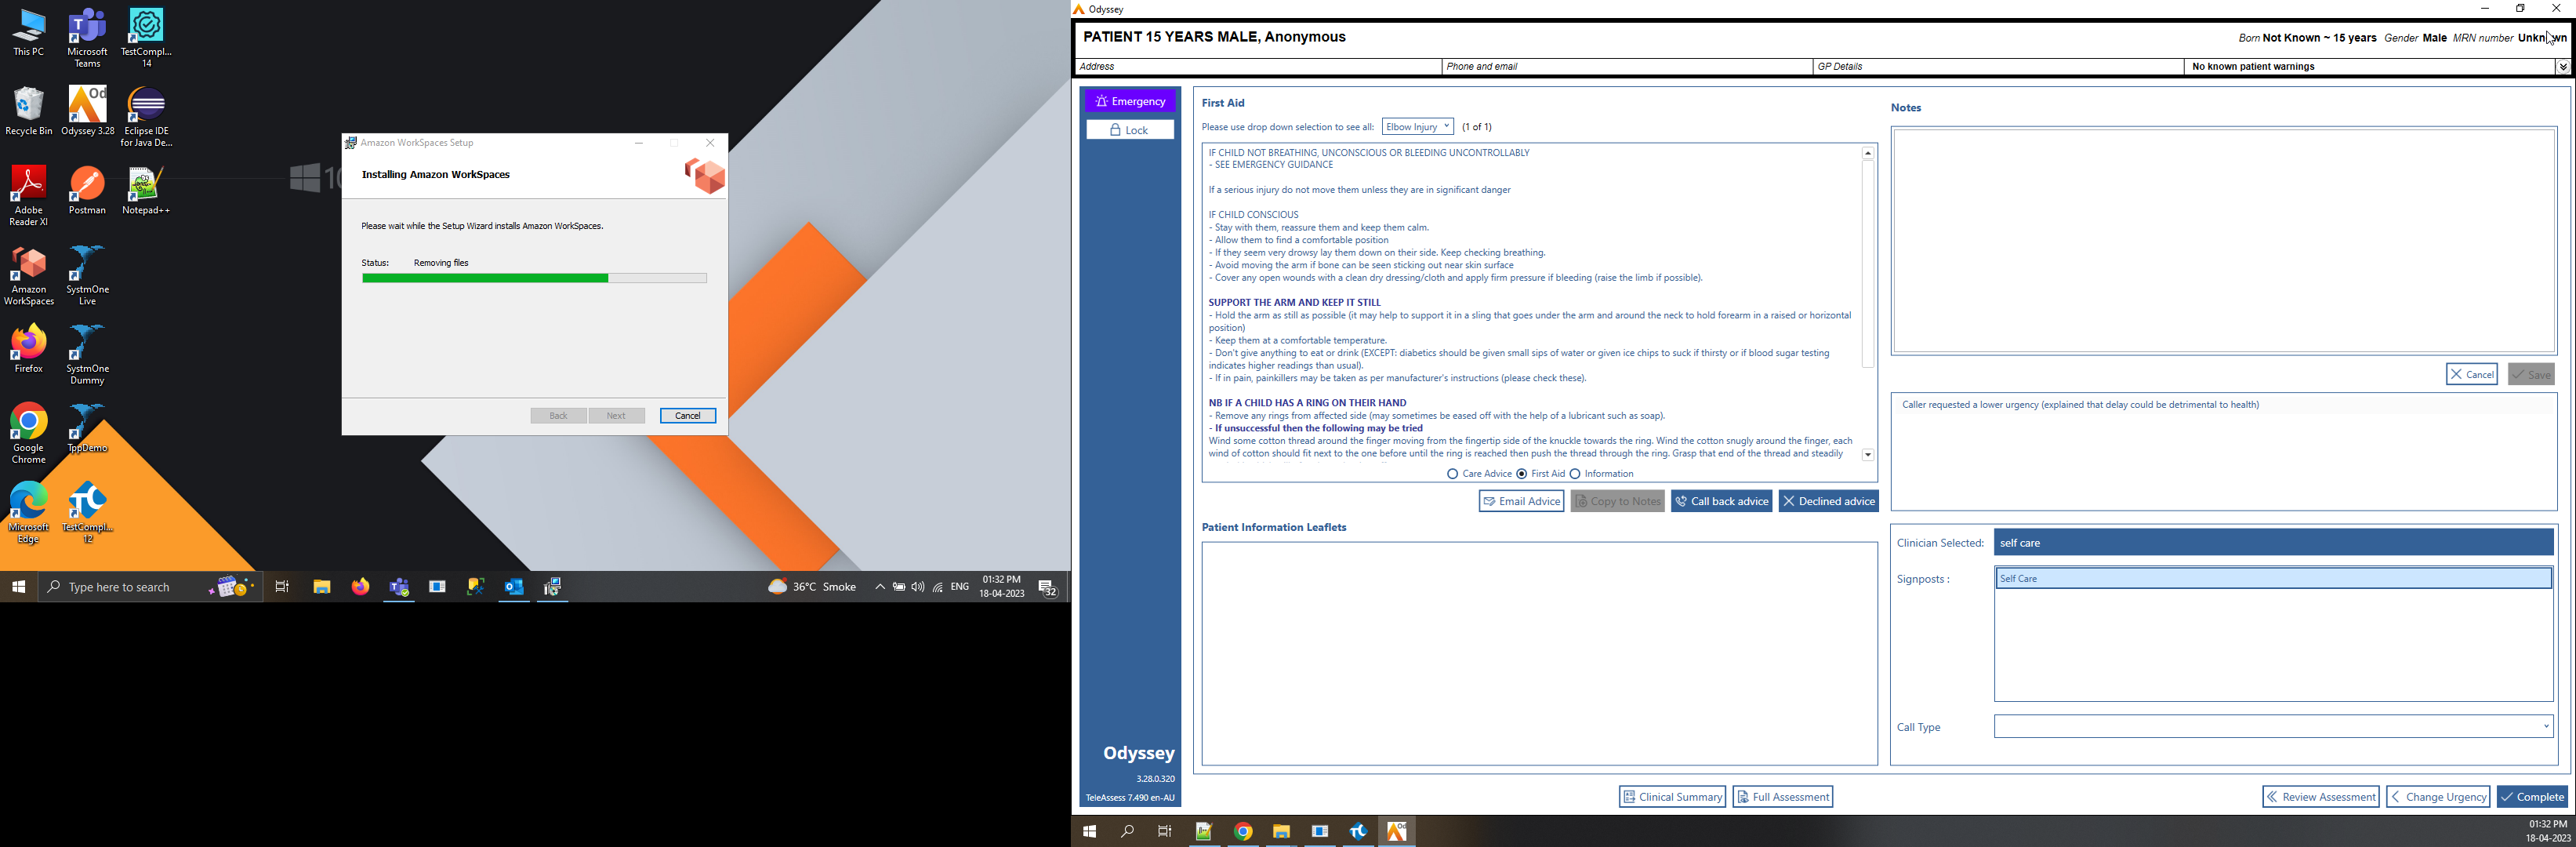 This PC
Microsoft
Teams
TestCompl...
14
Recycle Bin
Odyssey 3.28
Eclipse IDE
for Java De...
Adobe
Reader XI
Postman
Notepad++
Amazon
WorkSpaces
SystmOne
Live
Firefox
SystmOne
Dummy
Google
Chrome
TppDemo
Microsoft
Edge
TestCompl...
12
Amazon WorkSpaces Setup
Installing Amazon WorkSpaces
Please wait while the Setup Wizard installs Amazon WorkSpaces.
Status: Removing files
Back Next Cancel
Type here to search
36°C Smoke
ENG
01:32 PM
18-04-2023
32
Odyssey
PATIENT 15 YEARS MALE, Anonymous
Born Not Known ~ 15 years Gender Male MRN number Unknown
Address
Phone and email
GP Details
No known patient warnings
Emergency
Lock
First Aid
Please use drop down selection to see all: Elbow Injury (1 of 1)
IF CHILD NOT BREATHING, UNCONSCIOUS OR BLEEDING UNCONTROLLABLY
- SEE EMERGENCY GUIDANCE
If a serious injury do not move them unless they are in significant danger
IF CHILD CONSCIOUS
- Stay with them, reassure them and keep them calm.
- Allow them to find a comfortable position
- If they seem very drowsy lay them down on their side. Keep checking breathing.
- Avoid moving the arm if bone can be seen sticking out near skin surface
- Cover any open wounds with a clean dry dressing/cloth and apply firm pressure if bleeding (raise the limb if possible).
SUPPORT THE ARM AND KEEP IT STILL
- Hold the arm as still as possible (it may help to support it in a sling that goes under the arm and around the neck to hold forearm in a raised or horizontal
position)
- Keep them at a comfortable temperature.
- Don't give anything to eat or drink (EXCEPT: diabetics should be given small sips of water or given ice chips to suck if thirsty or if blood sugar testing
indicates higher readings than usual).
- If in pain, painkillers may be taken as per manufacturer's instructions (please check these).
NB IF A CHILD HAS A RING ON THEIR HAND
- Remove any rings from affected side (may sometimes be eased off with the help of a lubricant such as soap).
- If unsuccessful then the following may be tried
Wind some cotton thread around the finger moving from the fingertip side of the knuckle towards the ring. Wind the cotton snugly around the finger, each
wind of cotton should fit next to the one before until the ring is reached then push the thread through the ring. Grasp that end of the thread and steadily
Care Advice First Aid Information
Email Advice Copy to Notes Call back advice Declined advice
Patient Information Leaflets
Notes
Cancel Save
Caller requested a lower urgency (explained that delay could be detrimental to health)
Clinician Selected: self care
Signposts : Self Care
Call Type
Odyssey
3.28.0.320
TeleAssess 7.490 en-AU
Clinical Summary Full Assessment
Review Assessment Change Urgency Complete
01:32 PM
18-04-2023